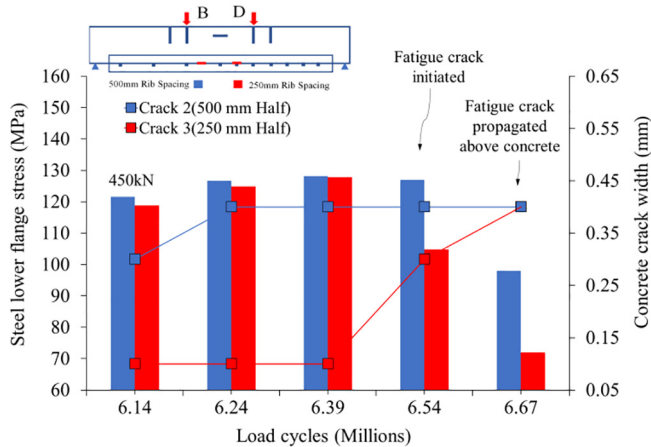 B D
500mm Rib Spacing 250mm Rib Spacing
Crack 2(500 mm Half)
Crack 3(250 mm Half)
Fatigue crack
initiated
Fatigue crack
propagated
above concrete
450kN
Steel lower flange stress (MPa)
160
150
140
130
120
110
100
90
80
70
60
Concrete crack width (mm)
0.65
0.55
0.45
0.35
0.25
0.15
0.05
6.14 6.24 6.39 6.54 6.67
Load cycles (Millions)